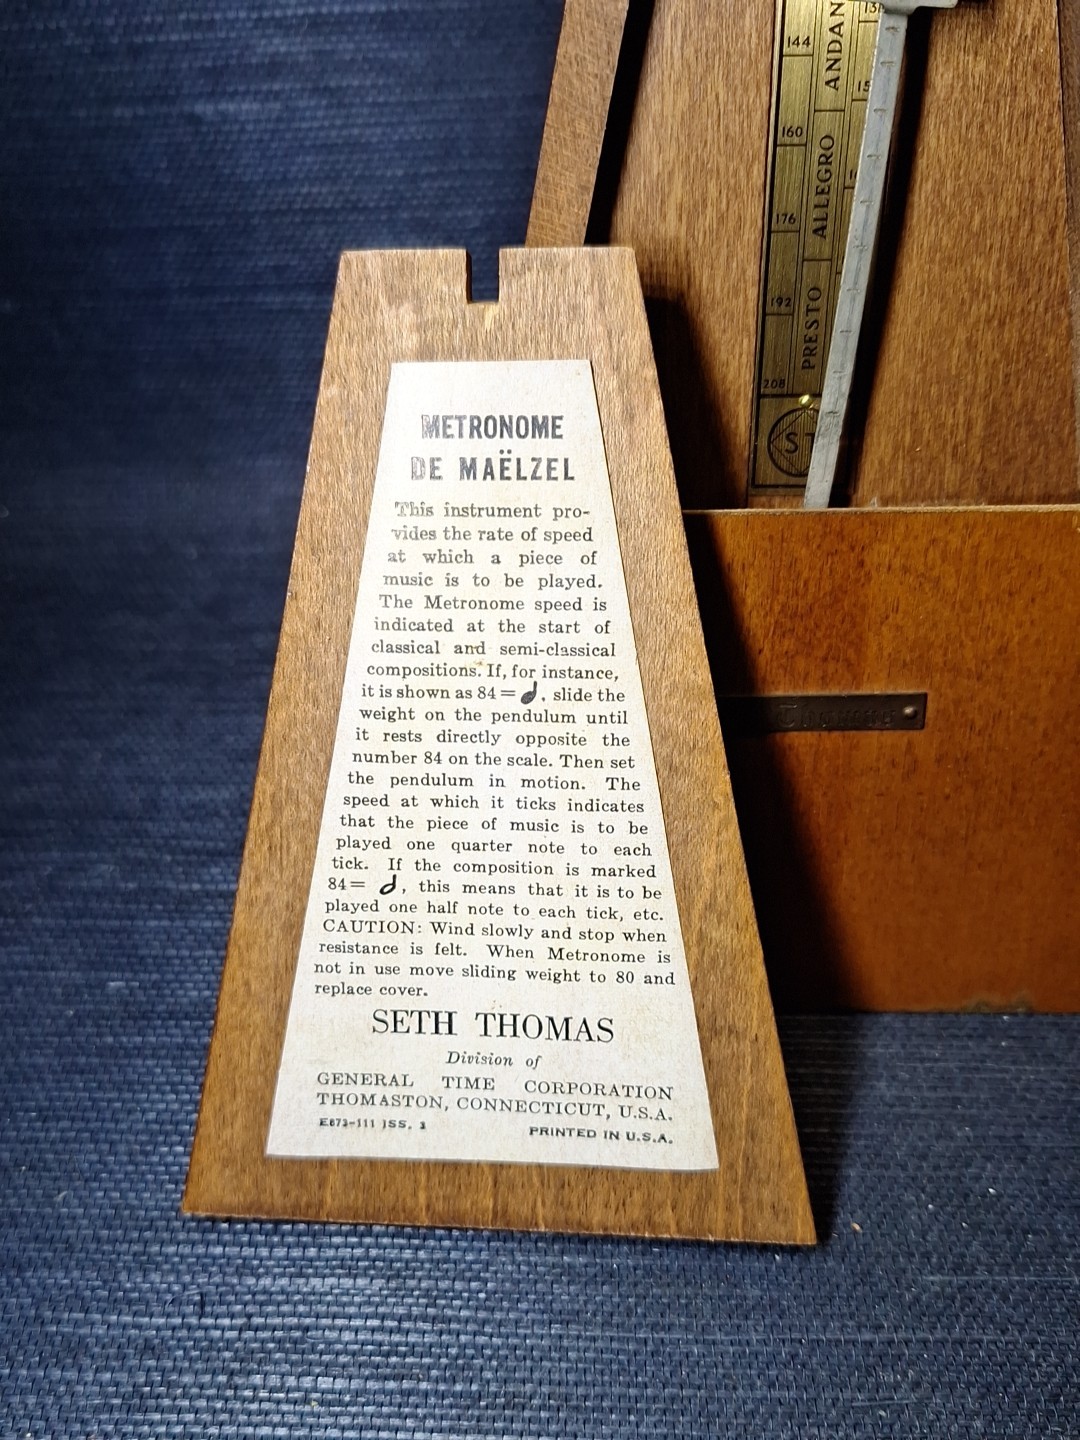 METRONOME
DE MAËLZEL
This instrument pro-
vides the rate of speed
at which a piece of
music is to be played.
The Metronome speed is
indicated at the start of
classical and semi-classical
compositions. If, for instance,
it is shown as 84 = ♩, slide the
weight on the pendulum until
it rests directly opposite the
number 84 on the scale. Then set
the pendulum in motion. The
speed at which it ticks indicates
that the piece of music is to be
played one quarter note to each
tick. If the composition is marked
84 = 𝅗𝅥, this means that it is to be
played one half note to each tick, etc.
CAUTION: Wind slowly and stop when
resistance is felt. When Metronome is
not in use move sliding weight to 80 and
replace cover.
SETH THOMAS
Division of
GENERAL TIME CORPORATION
THOMASTON, CONNECTICUT, U.S.A.
PRINTED IN U.S.A.
144
160
176
192
208
ANDAN
ALLEGRO
PRESTO
ST
Thomas